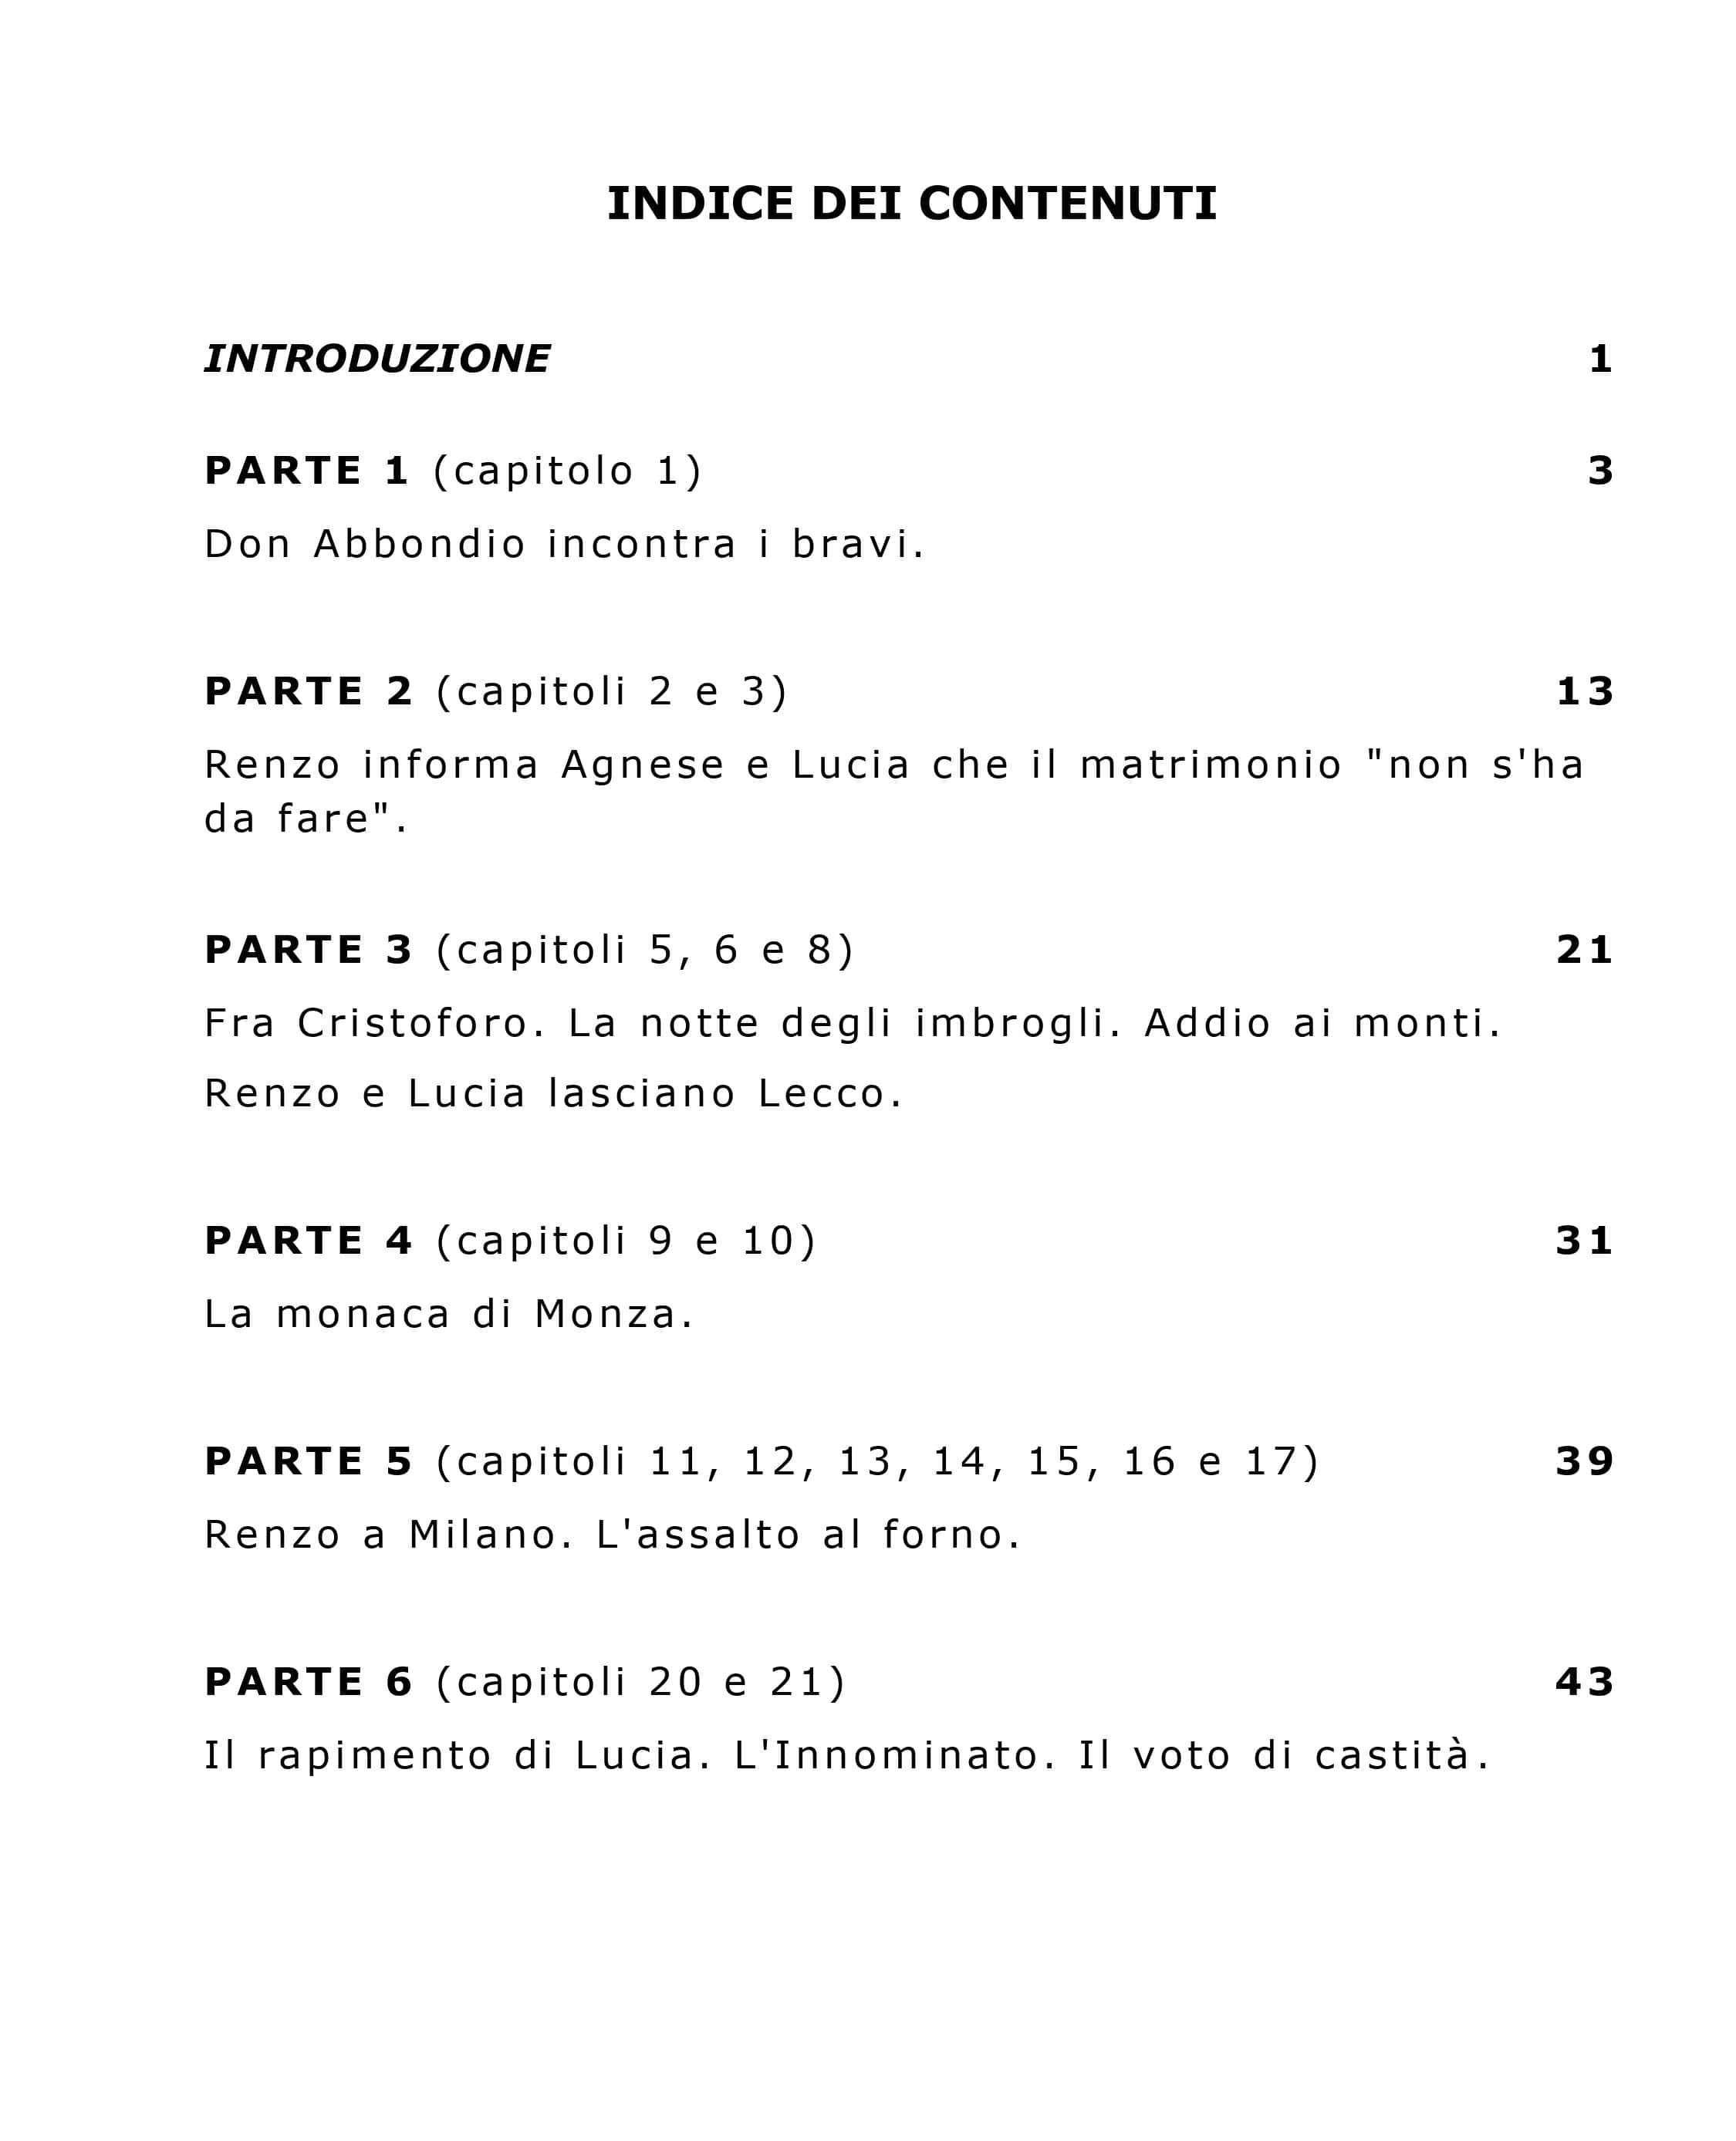 INDICE DEI CONTENUTI
INTRODUZIONE 1
PARTE 1 (capitolo 1) 3
Don Abbondio incontra i bravi.
PARTE 2 (capitoli 2 e 3) 13
Renzo informa Agnese e Lucia che il matrimonio "non s'ha
da fare".
PARTE 3 (capitoli 5, 6 e 8) 21
Fra Cristoforo. La notte degli imbrogli. Addio ai monti.
Renzo e Lucia lasciano Lecco.
PARTE 4 (capitoli 9 e 10) 31
La monaca di Monza.
PARTE 5 (capitoli 11, 12, 13, 14, 15, 16 e 17) 39
Renzo a Milano. L'assalto al forno.
PARTE 6 (capitoli 20 e 21) 43
Il rapimento di Lucia. L'Innominato. Il voto di castità.